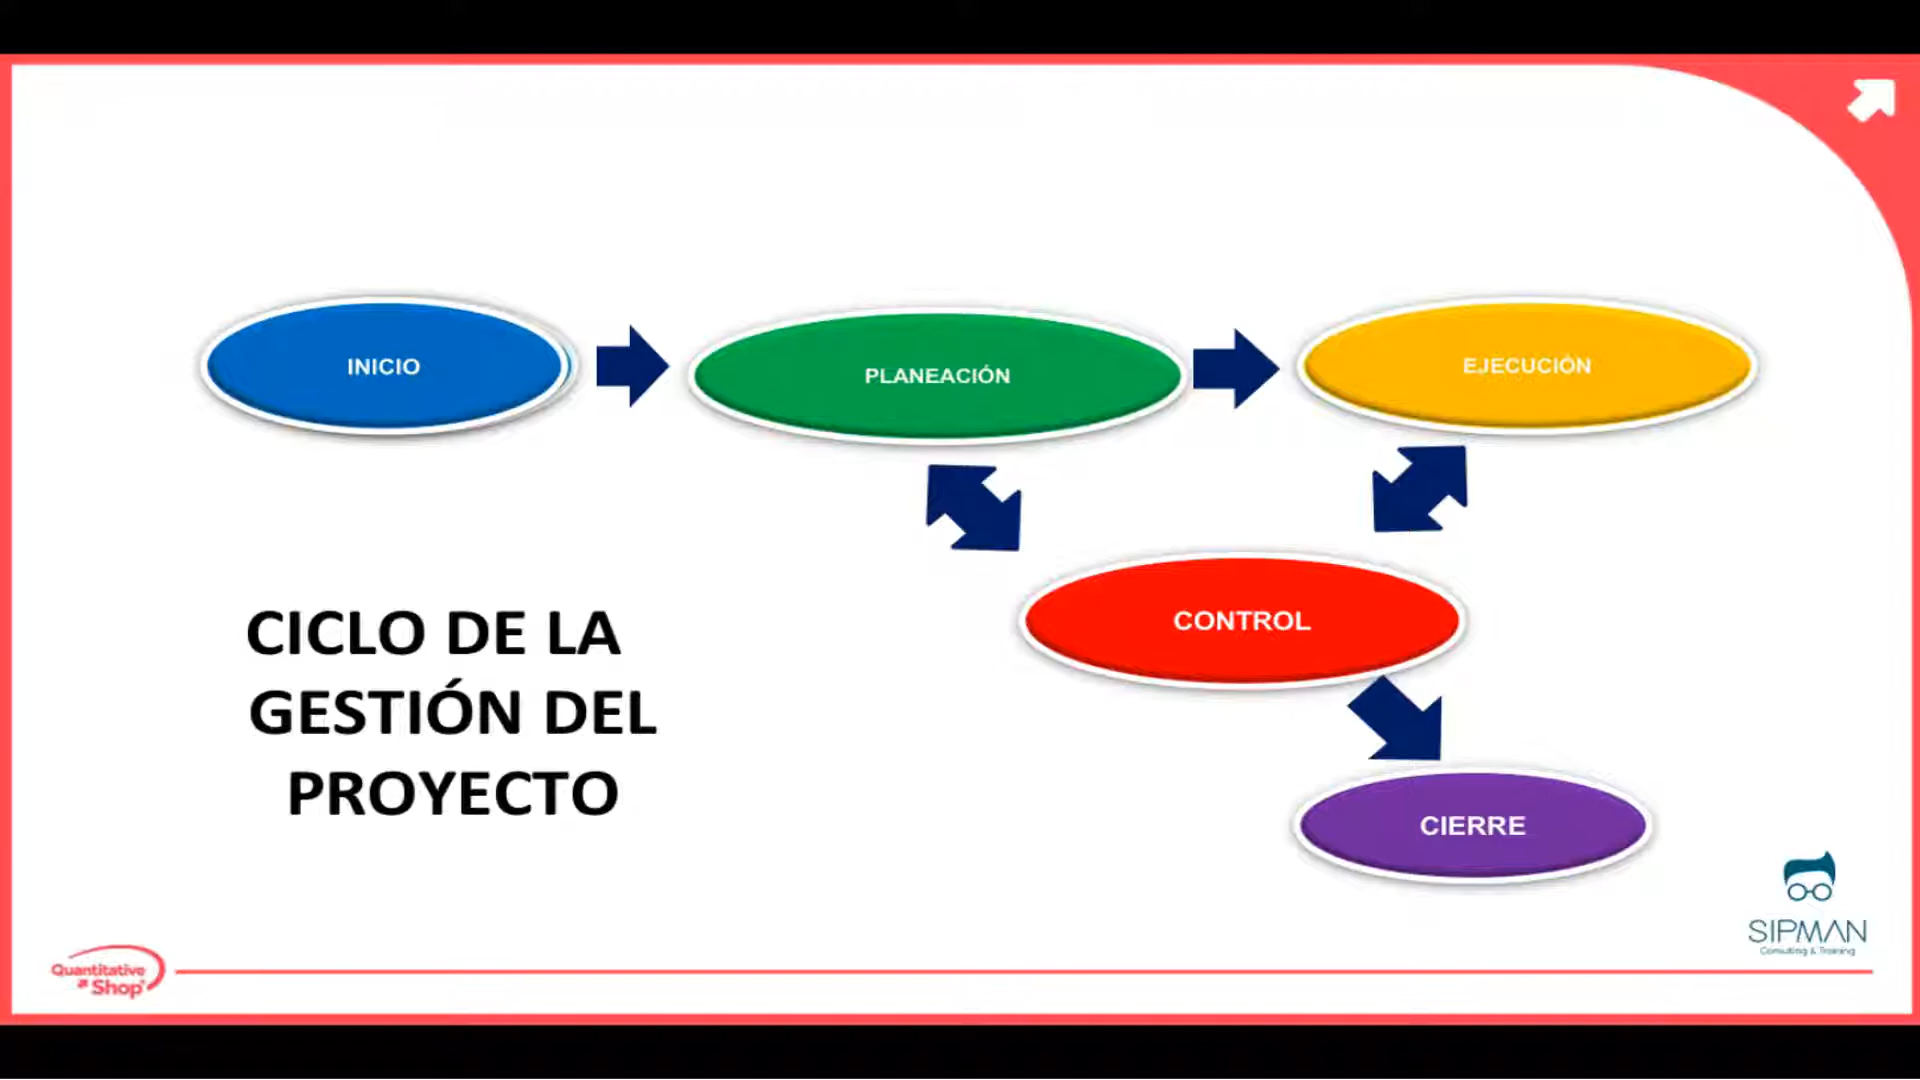 INICIO
PLANEACIÓN
EJECUCIÓN
CONTROL
CICLO DE LA
GESTIÓN DEL
PROYECTO
CIERRE
SIPMAN
Consulting & Training
Quantitative
Shop